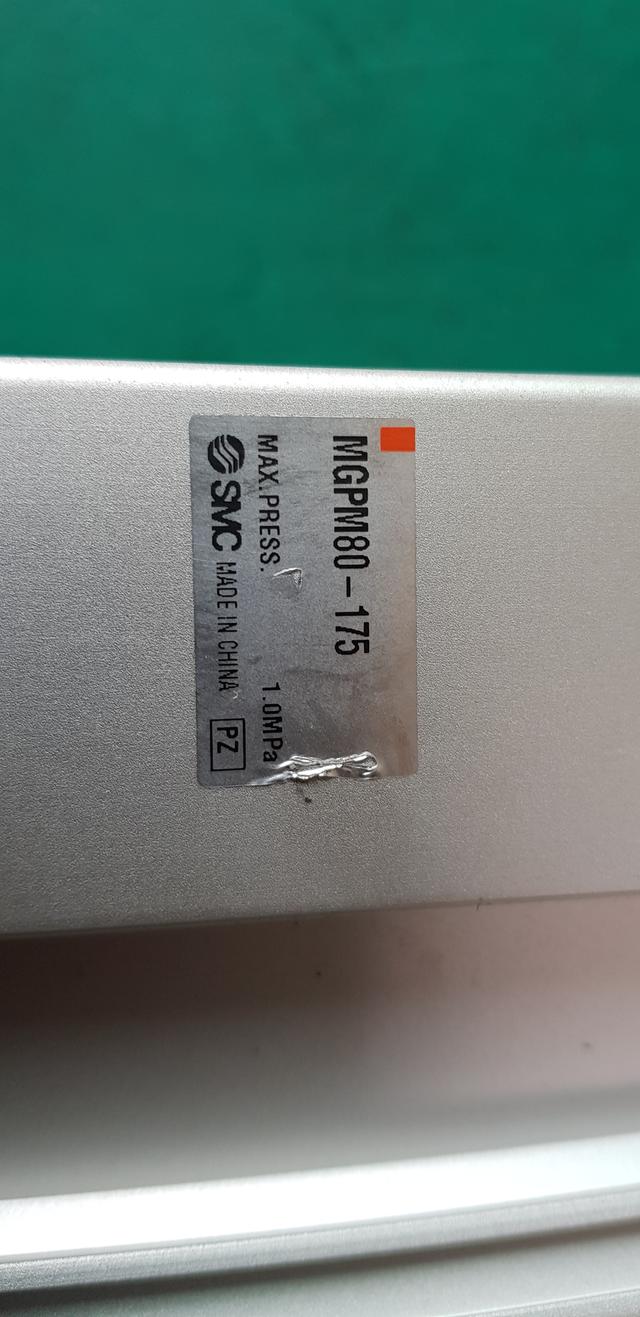 MGPM80-175
MAX.PRESS. 1.0MPa
SMC MADE IN CHINA PZ